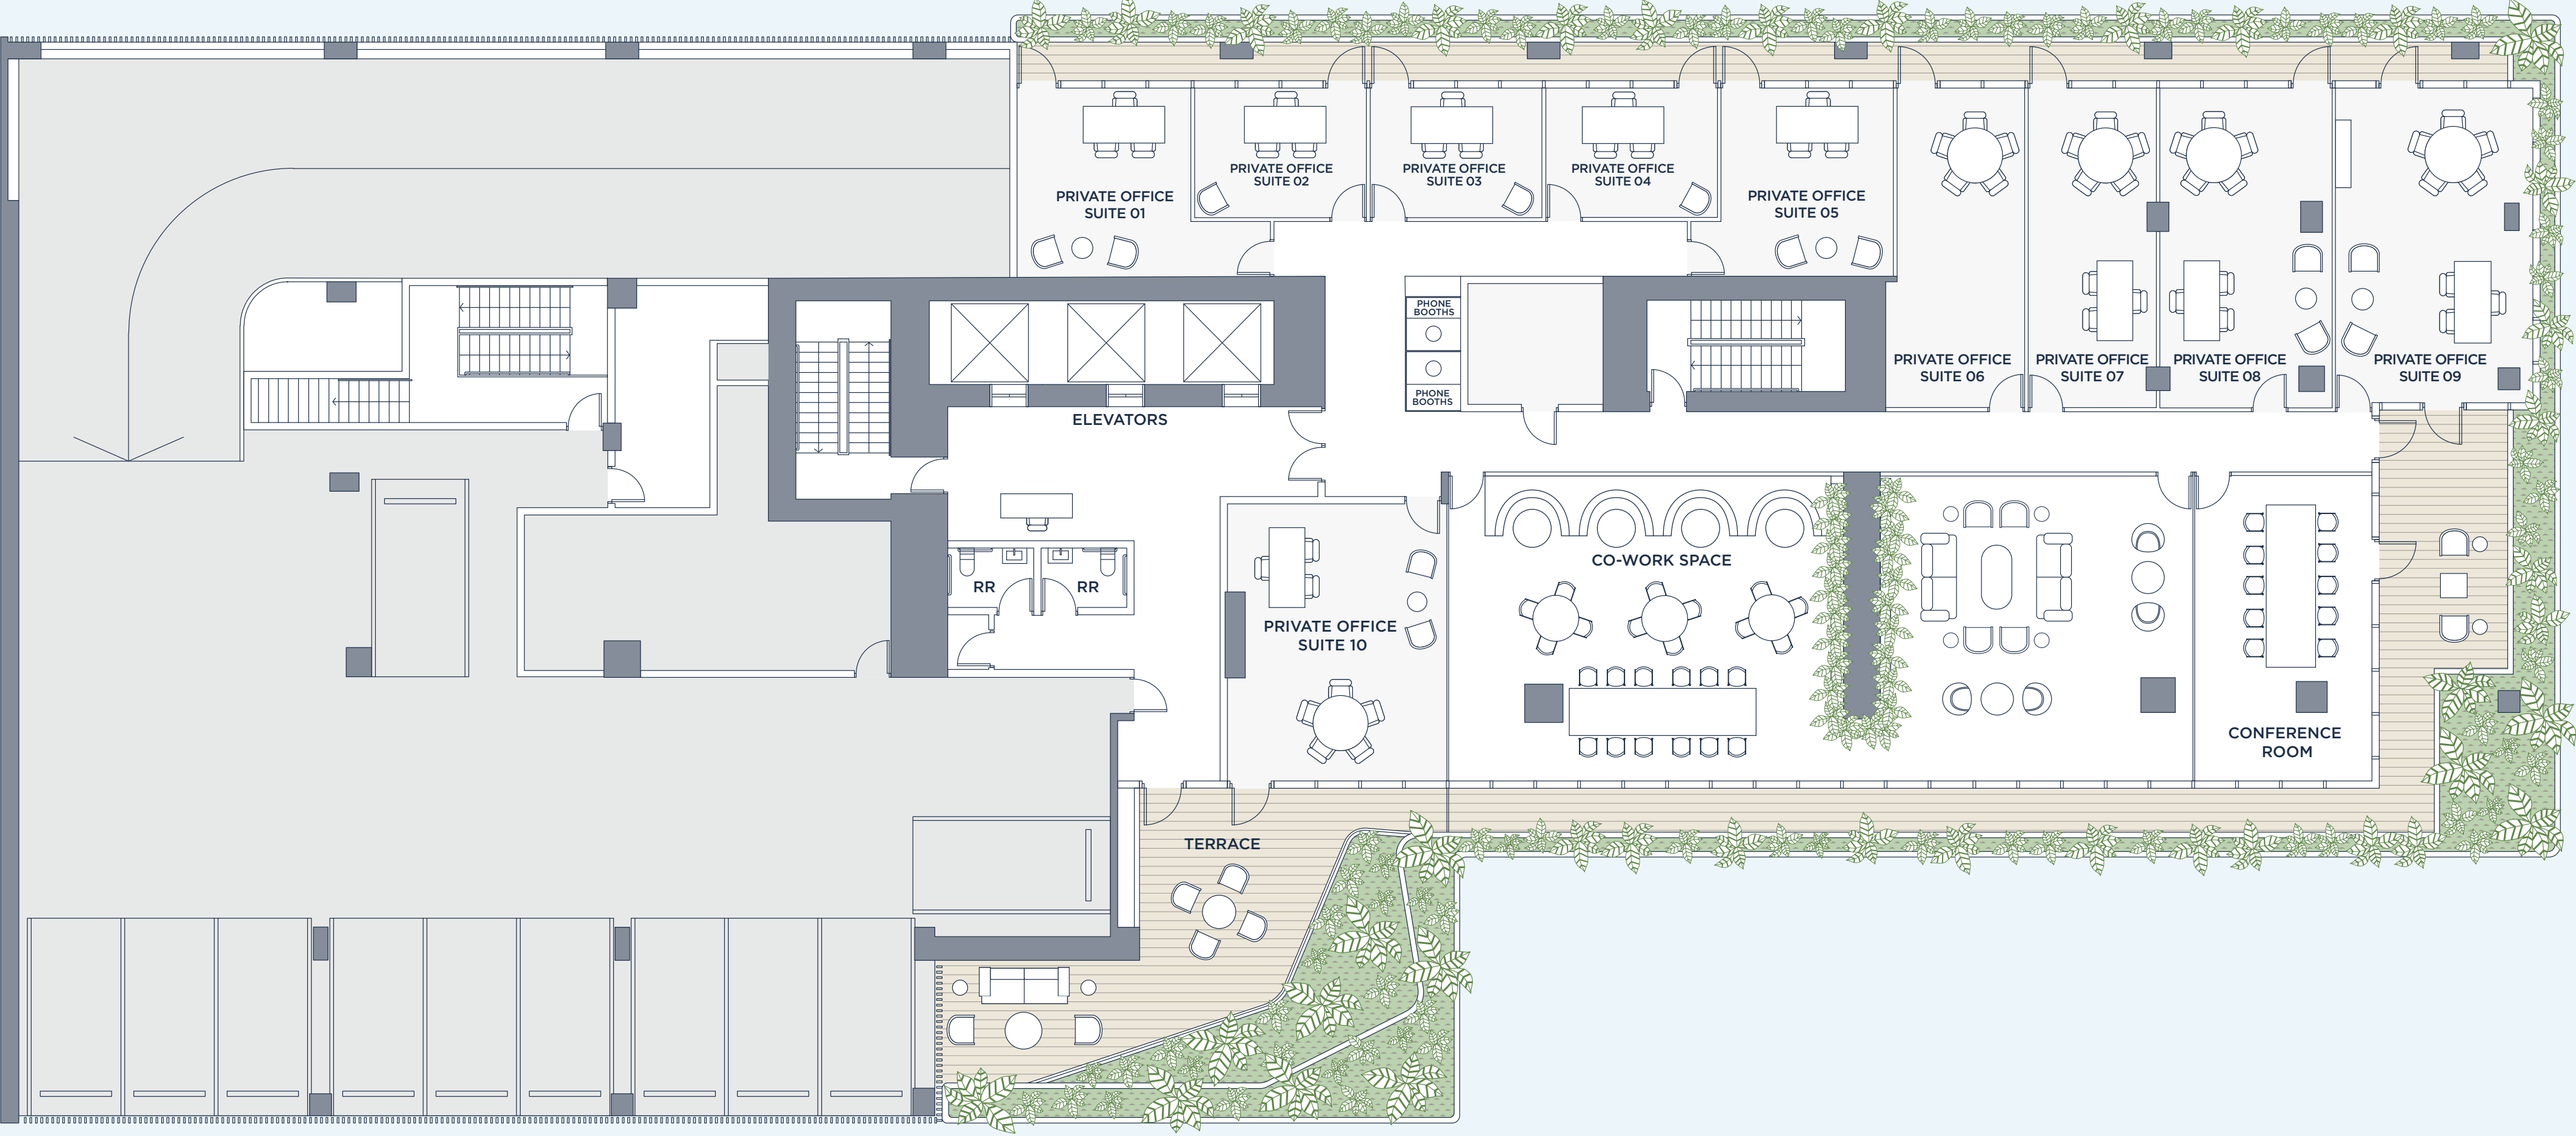 PRIVATE OFFICE
SUITE 01
PRIVATE OFFICE
SUITE 02
PRIVATE OFFICE
SUITE 03
PRIVATE OFFICE
SUITE 04
PRIVATE OFFICE
SUITE 05
PHONE
BOOTHS
PHONE
BOOTHS
PRIVATE OFFICE
SUITE 06
PRIVATE OFFICE
SUITE 07
PRIVATE OFFICE
SUITE 08
PRIVATE OFFICE
SUITE 09
ELEVATORS
RR
RR
PRIVATE OFFICE
SUITE 10
CO-WORK SPACE
CONFERENCE
ROOM
TERRACE